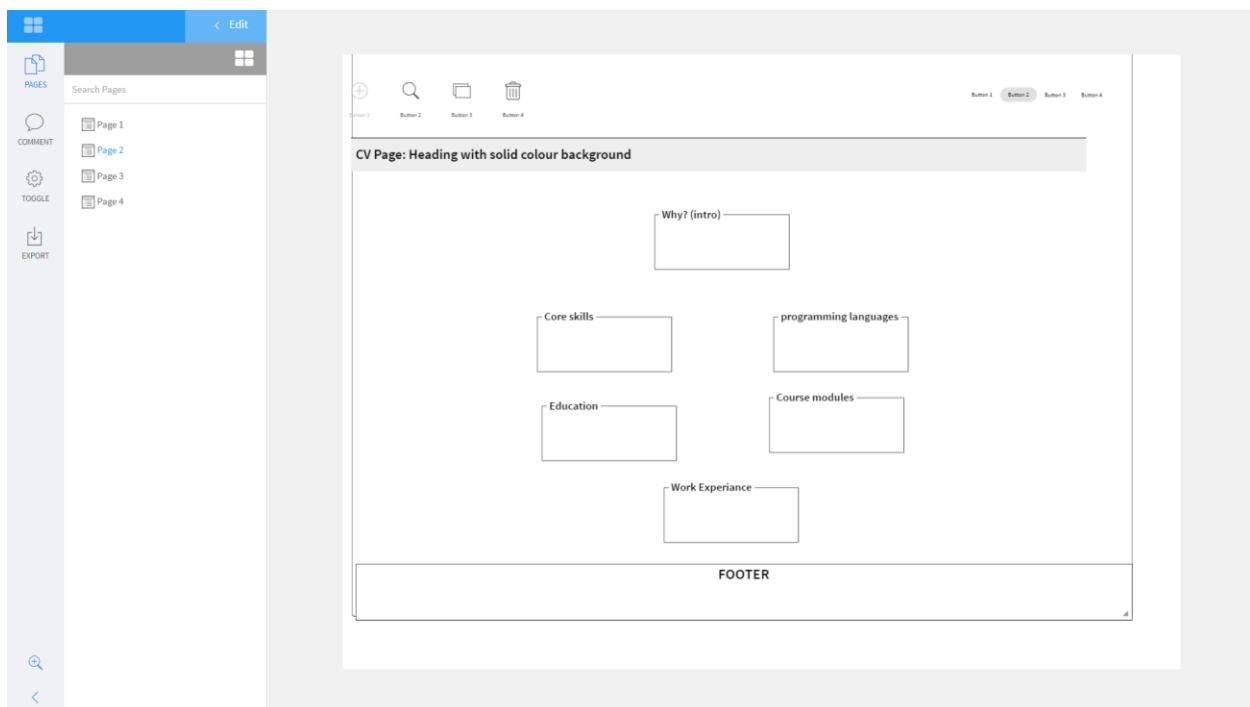 Edit
PAGES
Search Pages
Page 1
Page 2
Page 3
Page 4
COMMENT
TOGGLE
EXPORT
Button 2 Button 3 Button 4
Button 1 Button 2 Button 3 Button 4
CV Page: Heading with solid colour background
Why? (intro)
Core skills
programming languages
Education
Course modules
Work Experiance
FOOTER